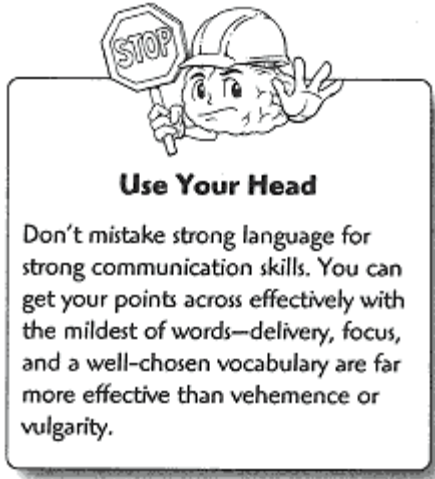 STOP
Use Your Head
Don't mistake strong language for
strong communication skills. You can
get your points across effectively with
the mildest of words—delivery, focus,
and a well-chosen vocabulary are far
more effective than vehemence or
vulgarity.